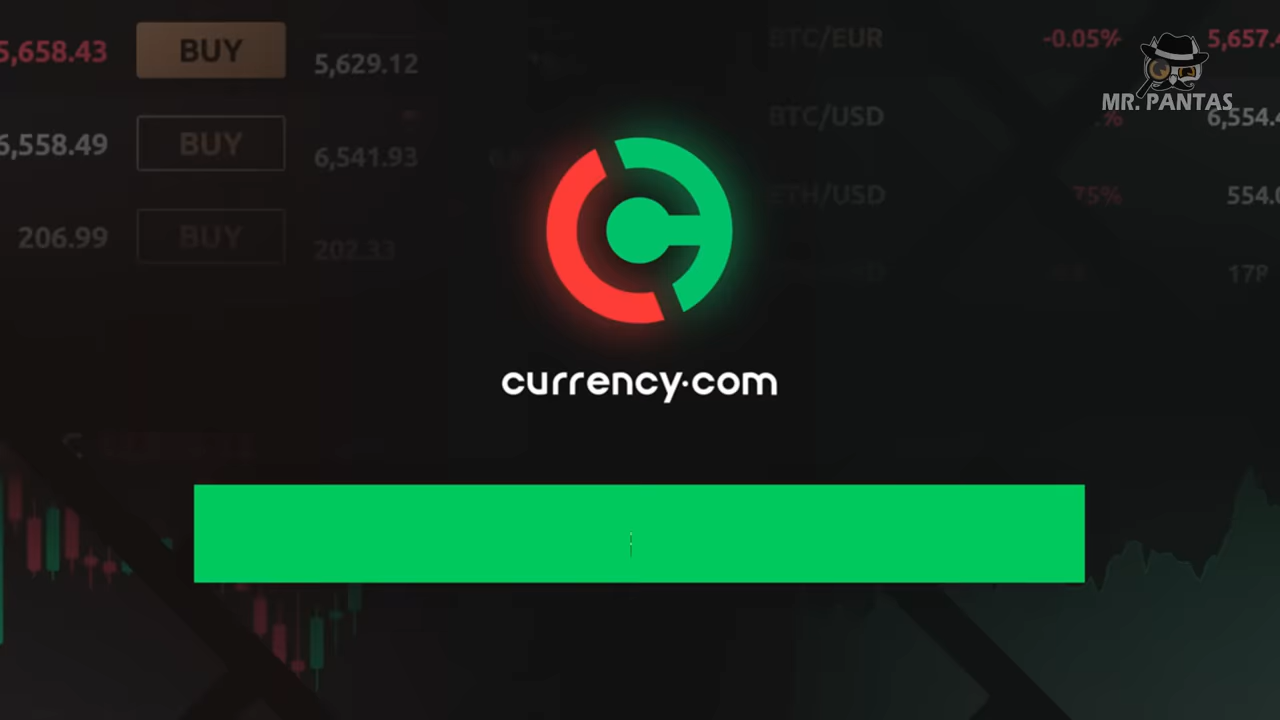 5,658.43 BUY 5,629.12 BTC/EUR -0.05% 5,657.4
MR. PANTAS
6,558.49 BUY 6,541.93 BTC/USD % 6,554.4
206.99 BUY 202.33 ETH/USD 75% 554.0
currency.com